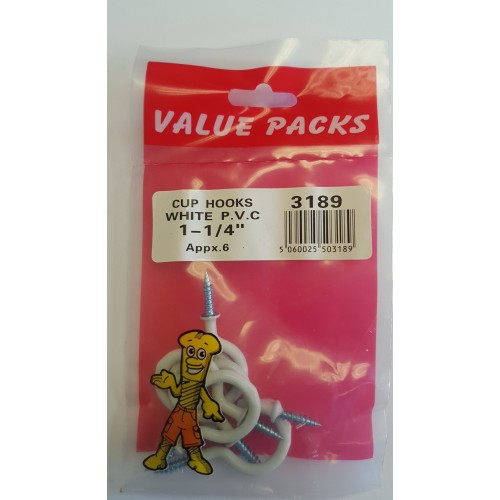 VALUE PACKS
CUP HOOKS
WHITE P.V.C
1-1/4"
Appx.6
3189
5 060025 503189